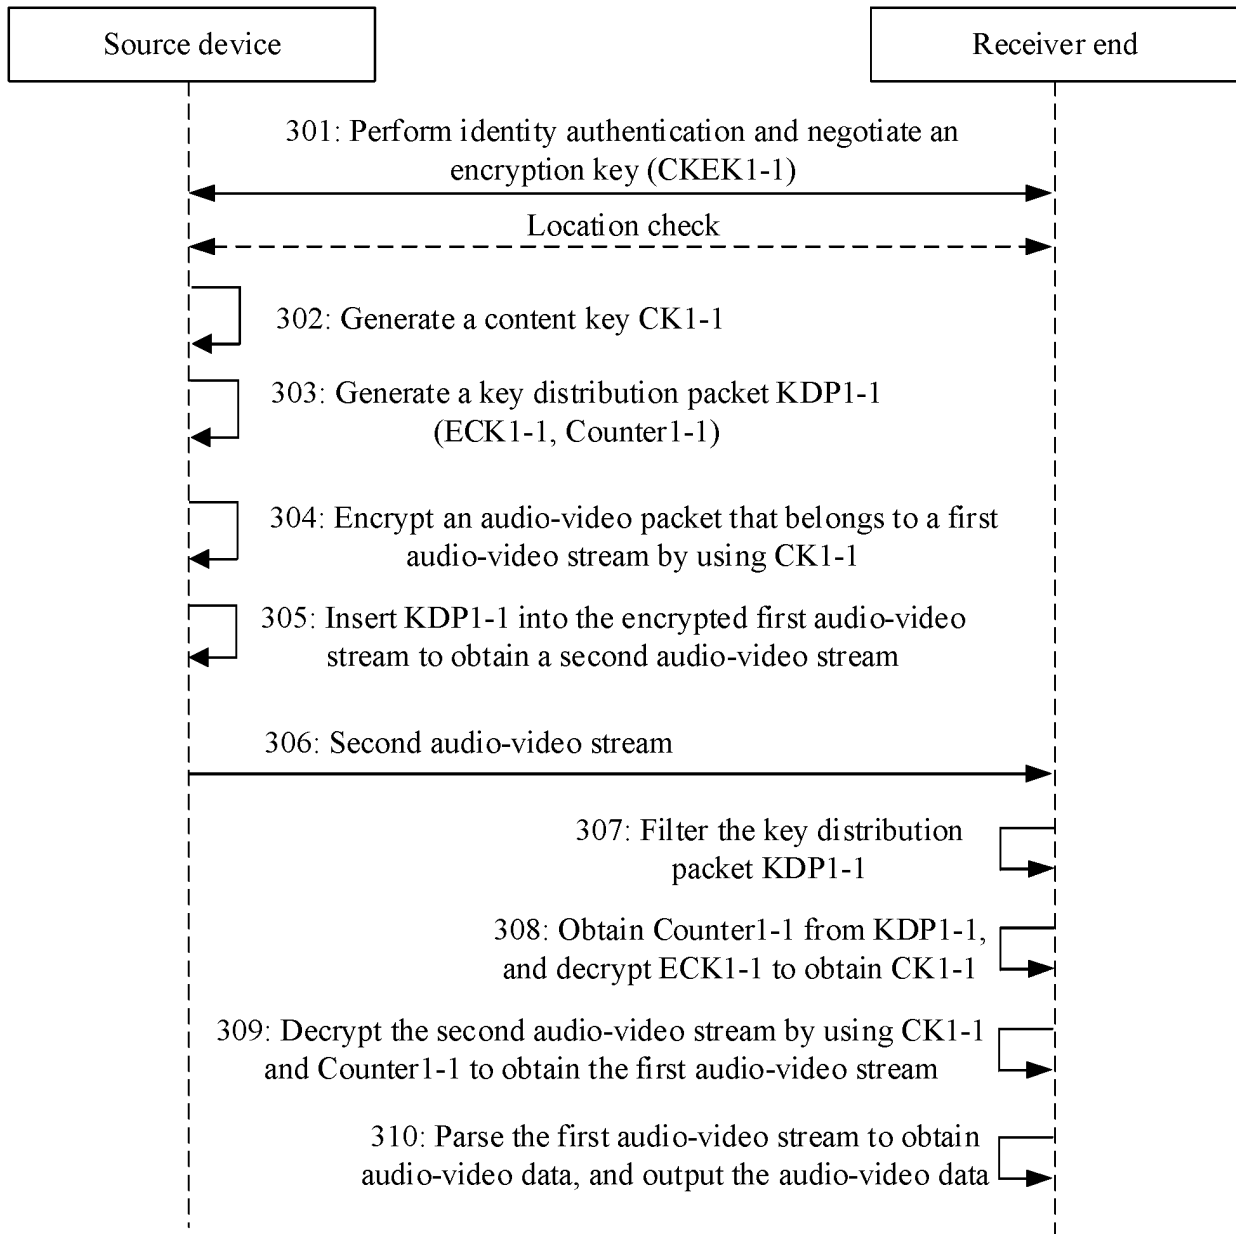 Source device
Receiver end
301: Perform identity authentication and negotiate an
encryption key (CKEK1-1)
Location check
302: Generate a content key CK1-1
303: Generate a key distribution packet KDP1-1
(ECK1-1, Counter1-1)
304: Encrypt an audio-video packet that belongs to a first
audio-video stream by using CK1-1
305: Insert KDP1-1 into the encrypted first audio-video
stream to obtain a second audio-video stream
306: Second audio-video stream
307: Filter the key distribution
packet KDP1-1
308: Obtain Counter1-1 from KDP1-1,
and decrypt ECK1-1 to obtain CK1-1
309: Decrypt the second audio-video stream by using CK1-1
and Counter1-1 to obtain the first audio-video stream
310: Parse the first audio-video stream to obtain
audio-video data, and output the audio-video data